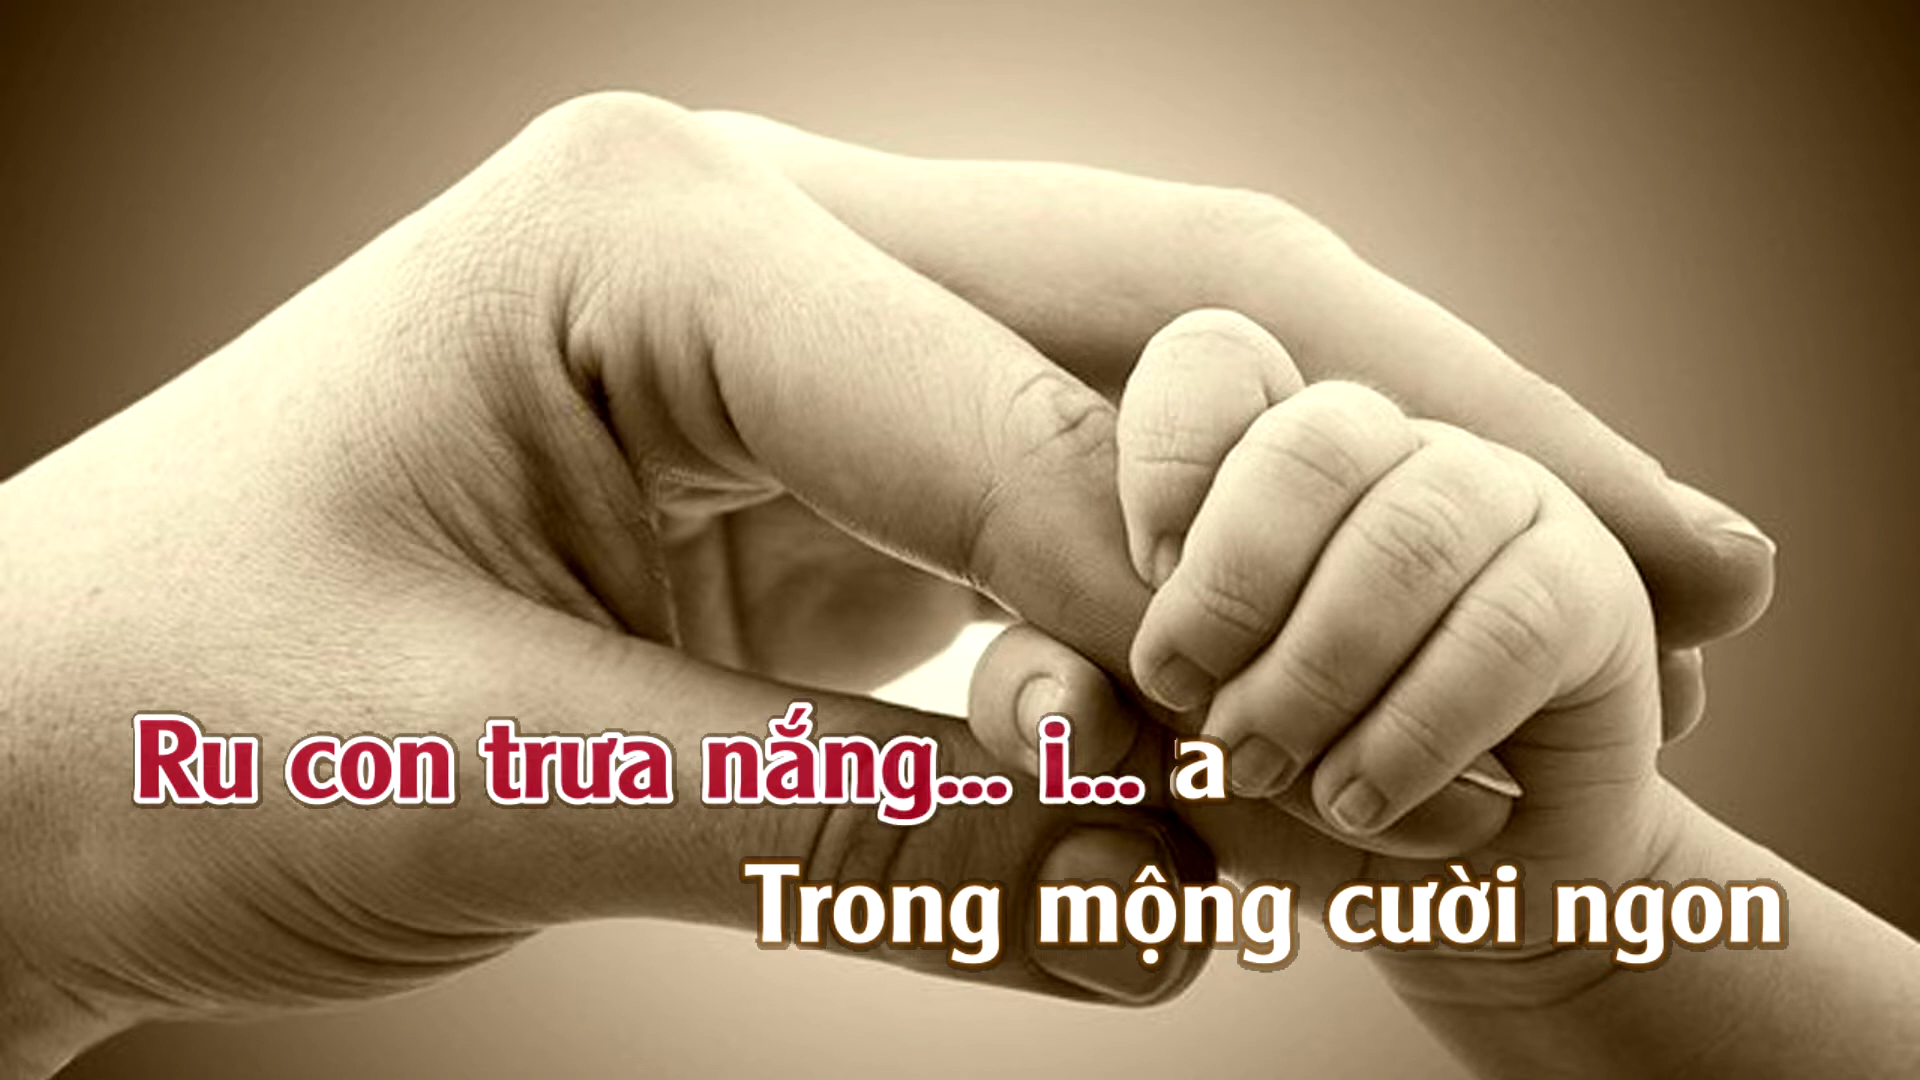 Ru con trưa nắng... i... a
Trong mộng cười ngon